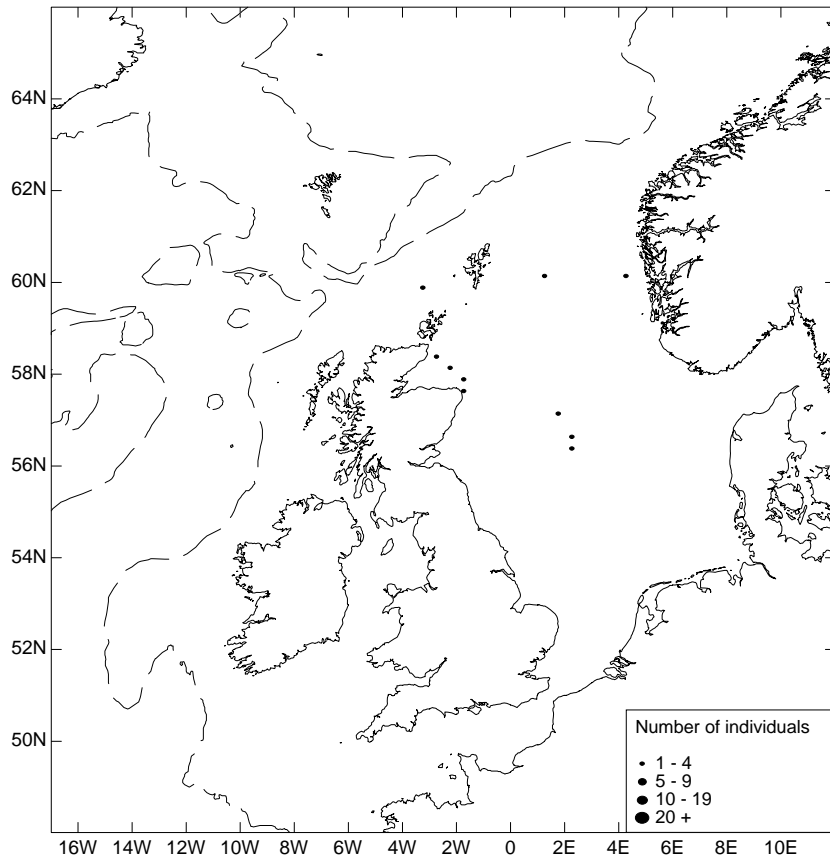 64N
62N
60N
58N
56N
54N
52N
50N
Number of individuals
1 - 4
5 - 9
10 - 19
20 +
16W 14W 12W 10W 8W 6W 4W 2W 0 2E 4E 6E 8E 10E